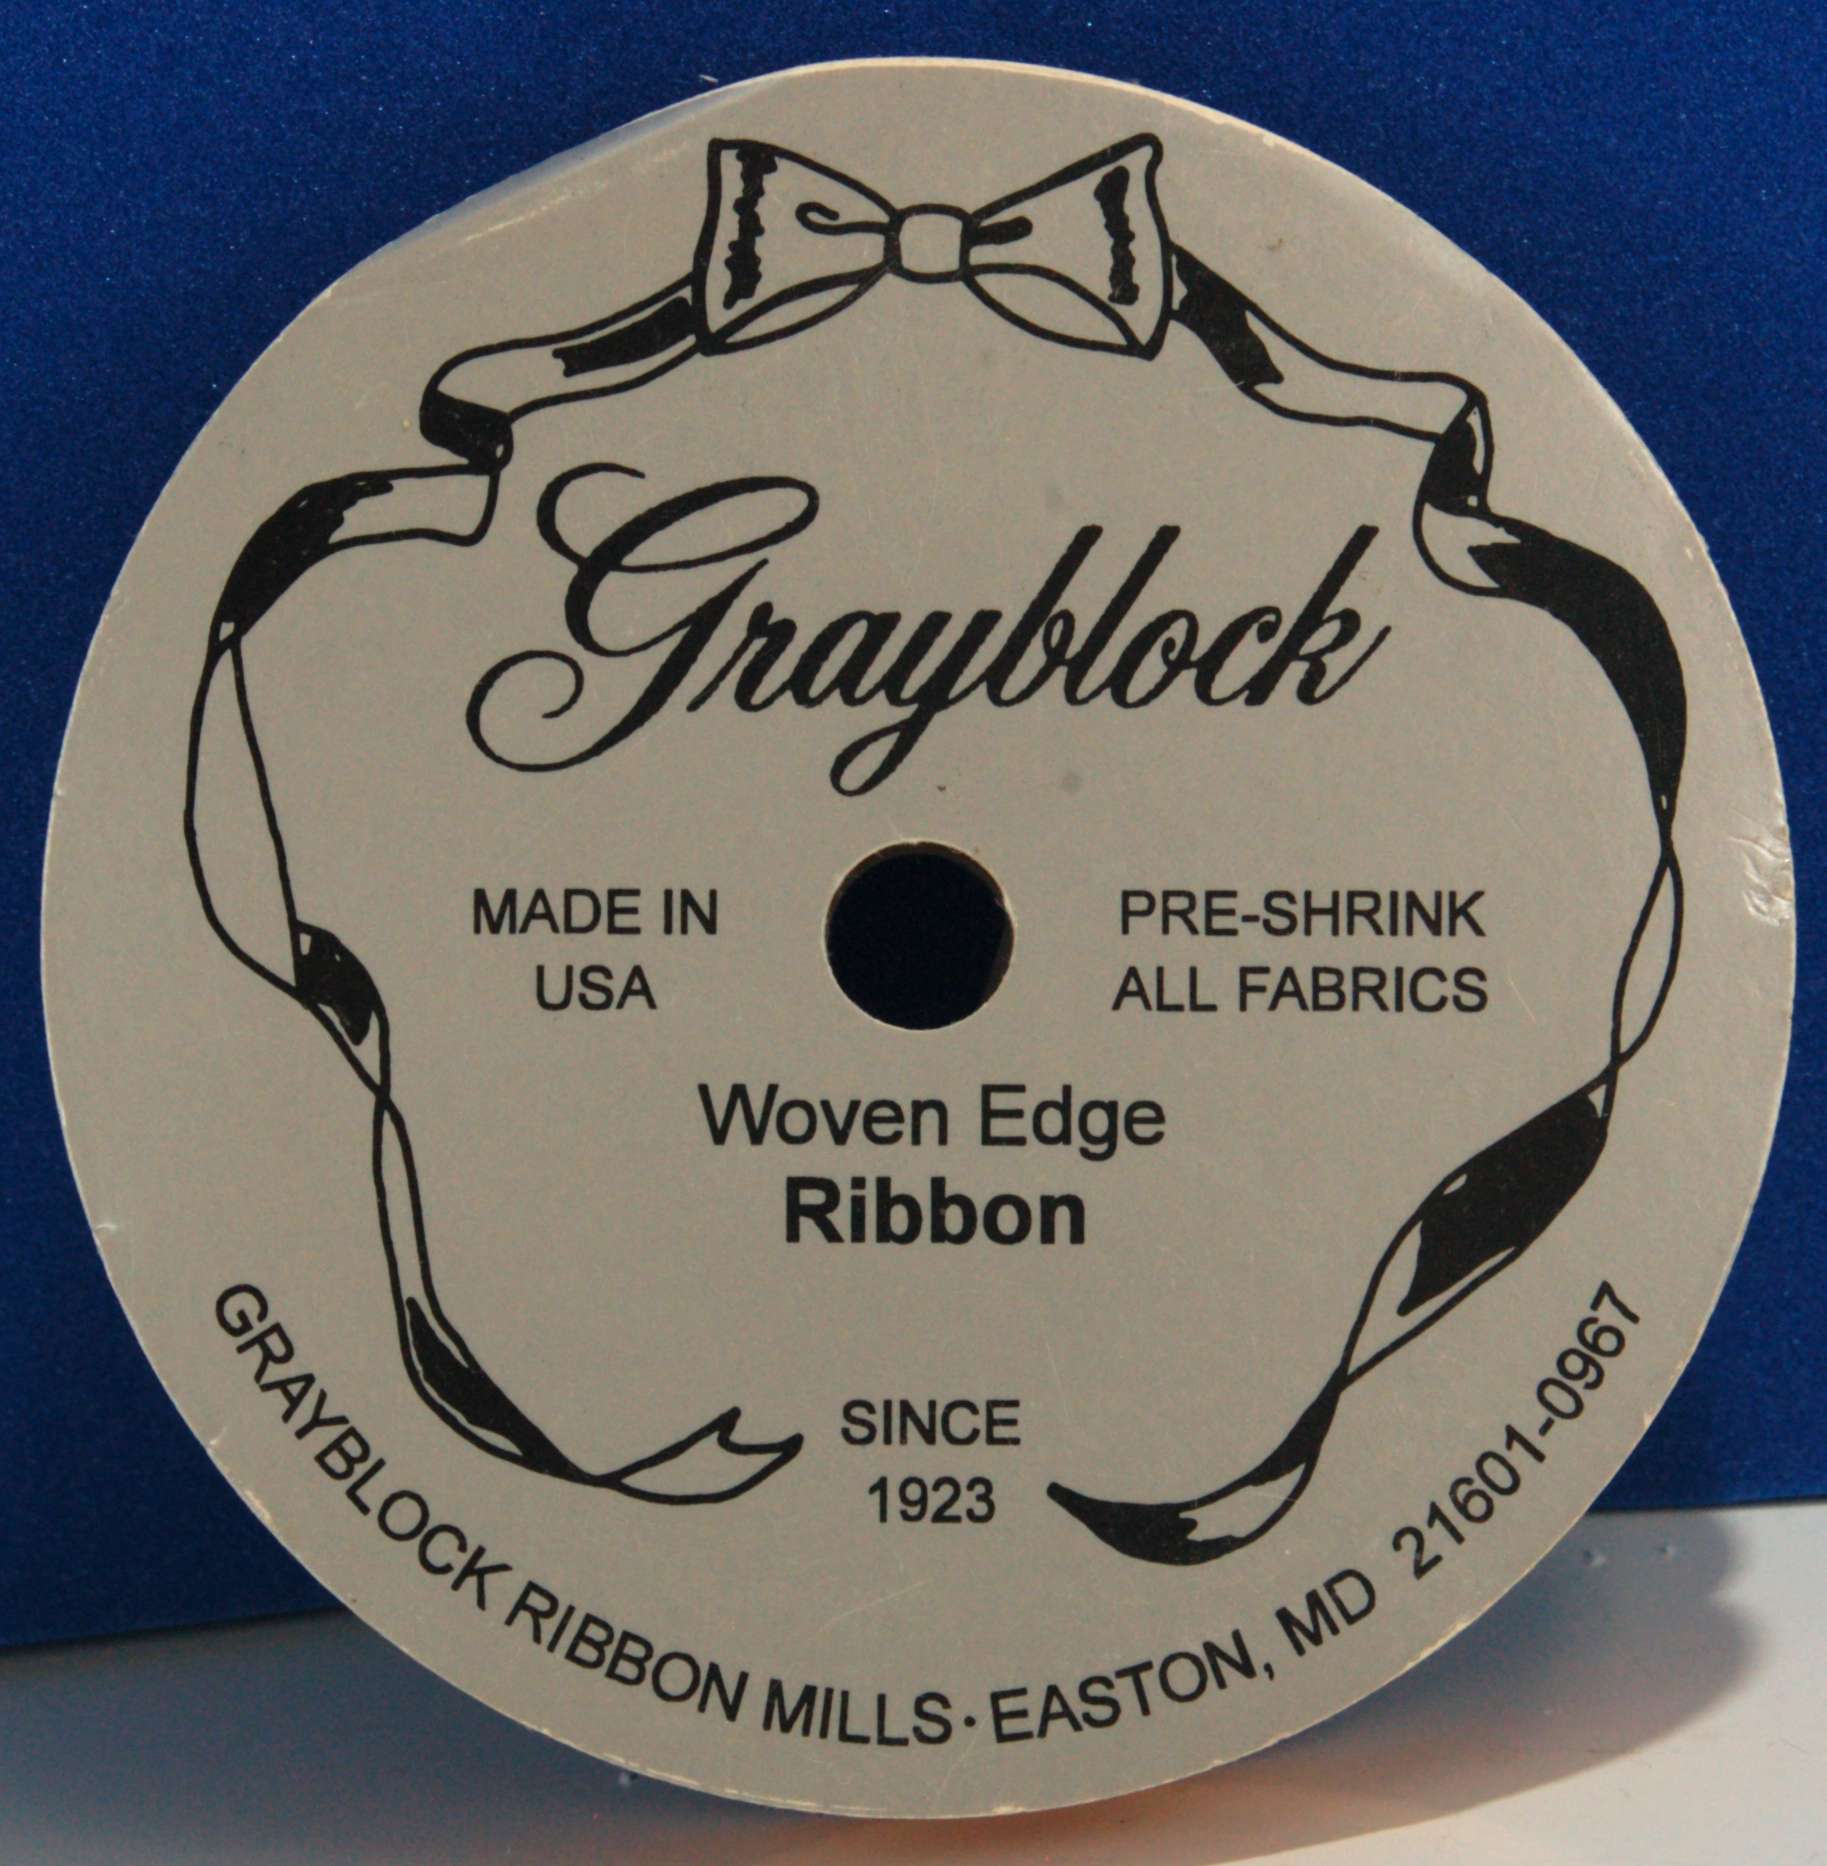 Grayblock
MADE IN
USA
PRE-SHRINK
ALL FABRICS
Woven Edge
Ribbon
SINCE
1923
GRAYBLOCK RIBBON MILLS · EASTON, MD 21601-0967